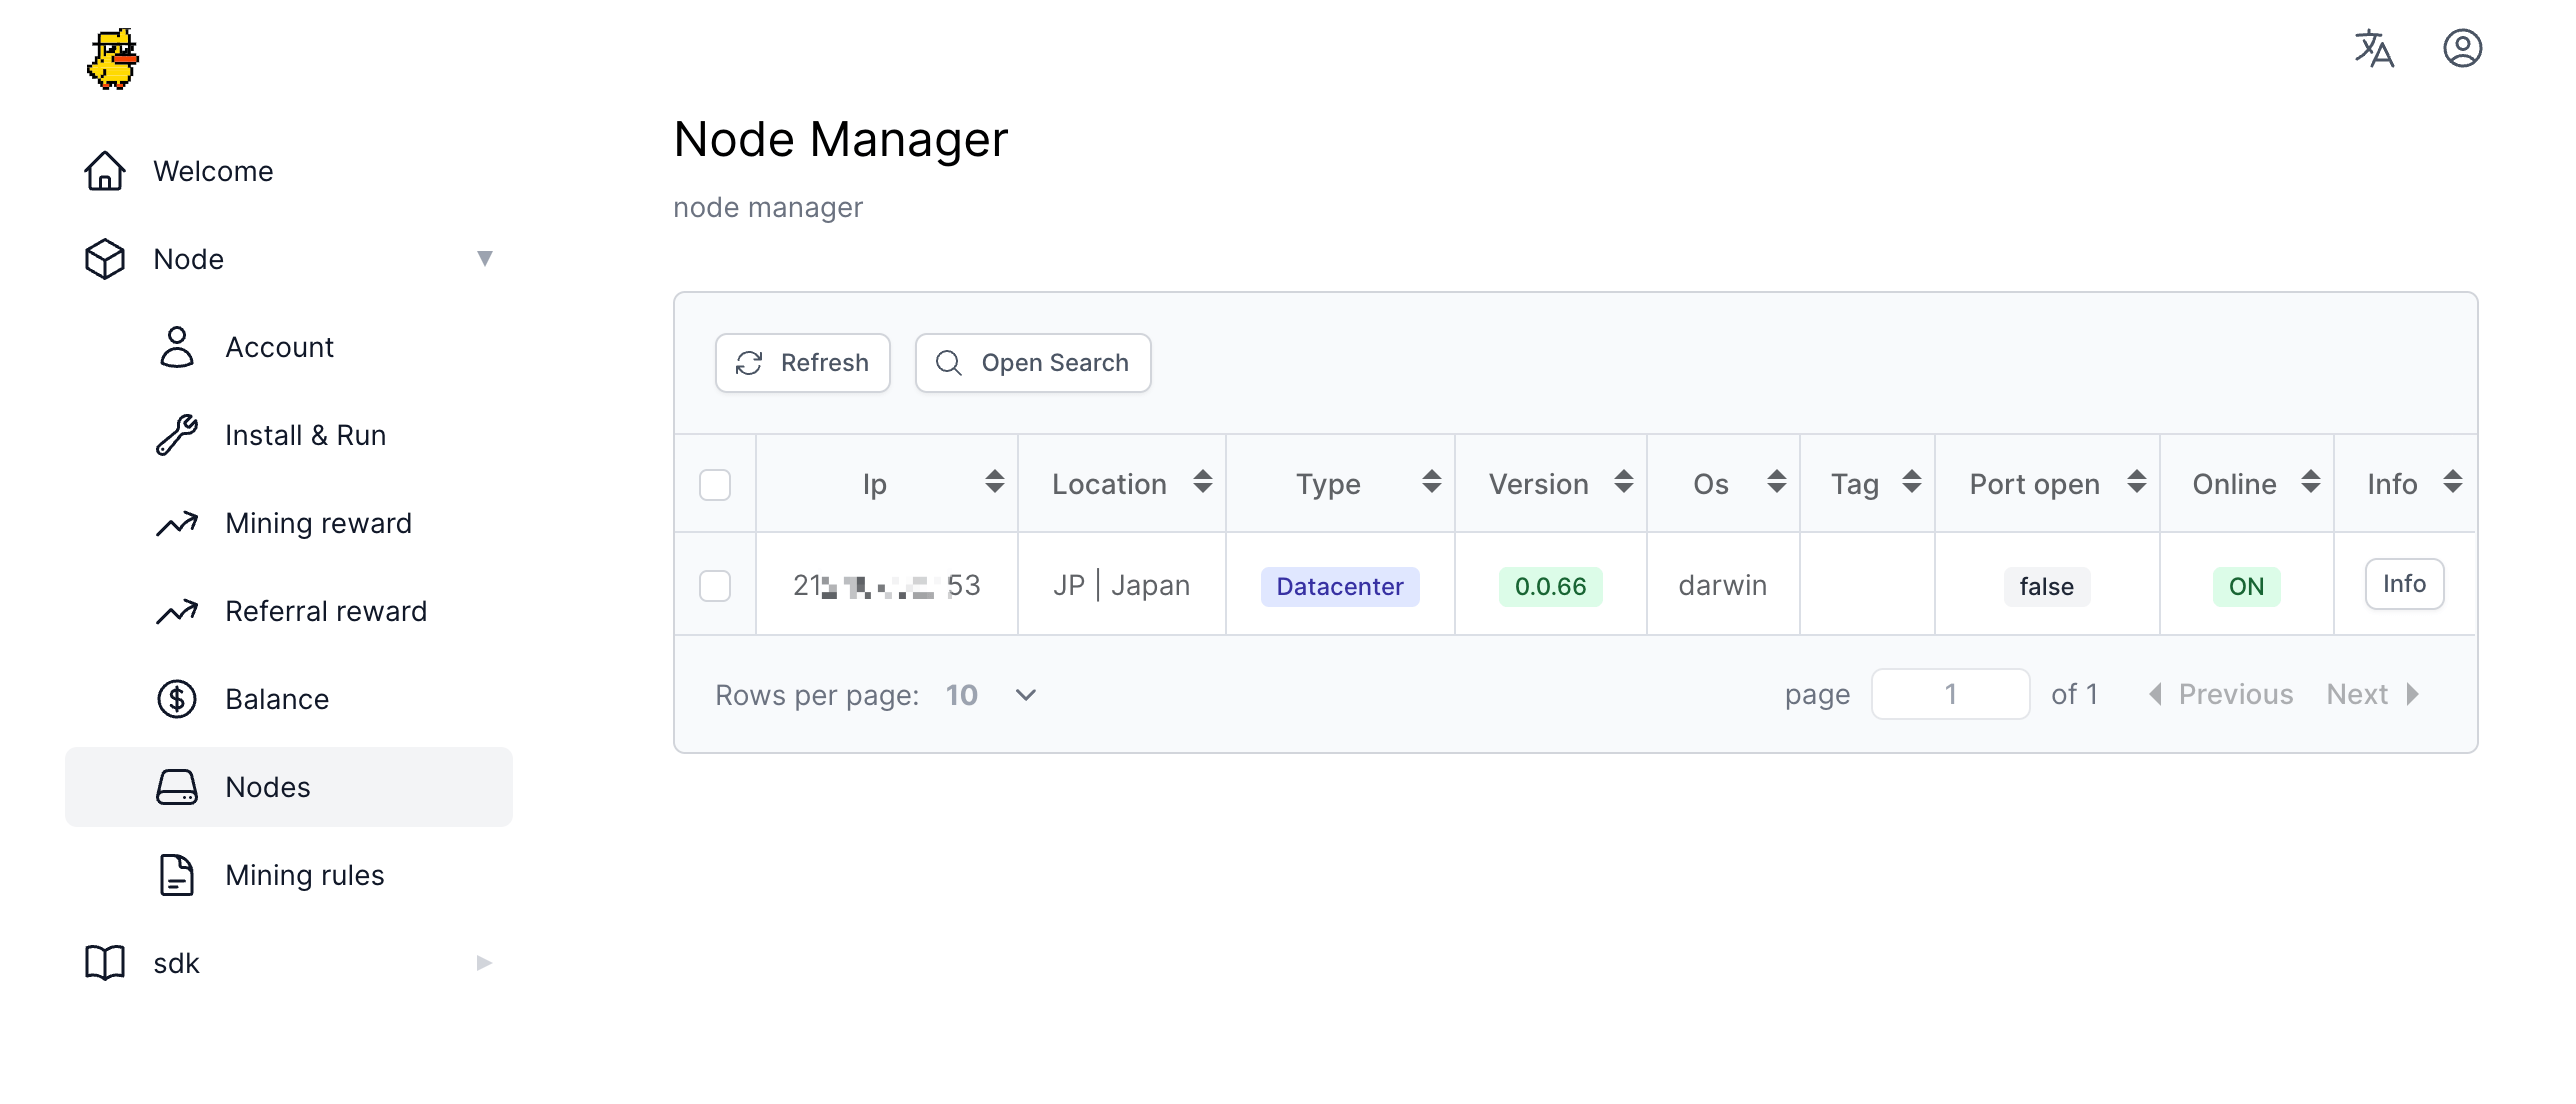 Welcome
Node
Account
Install & Run
Mining reward
Referral reward
Balance
Nodes
Mining rules
sdk
Node Manager
node manager
Refresh Open Search
Ip Location Type Version Os Tag Port open Online Info
21 53 JP | Japan Datacenter 0.0.66 darwin false ON Info
Rows per page: 10 page 1 of 1 Previous Next